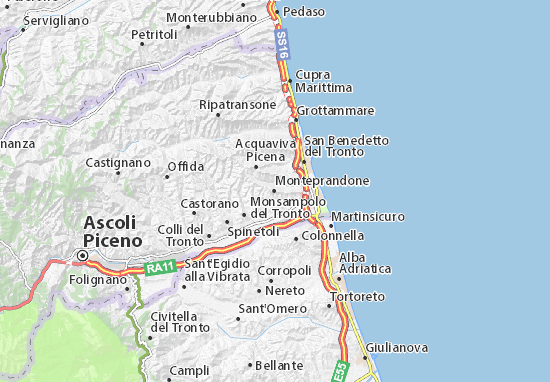 Pedaso
Monterubbiano
Servigliano
Petritoli
SS16
Cupra
Marittima
Ripatransone
Grottammare
nanza
Acquaviva
Picena
San Benedetto
del Tronto
Castignano
Offida
Monteprandone
Castorano
Monsampolo
del Tronto
Martinsicuro
Ascoli
Piceno
Colli del
Tronto
Spinetoli
Colonnella
RA11
Alba
Adriatica
Folignano
Sant'Egidio
alla Vibrata
Corropoli
Nereto
Tortoreto
Civitella
del Tronto
Sant'Omero
Giulianova
Campli
Bellante
E55